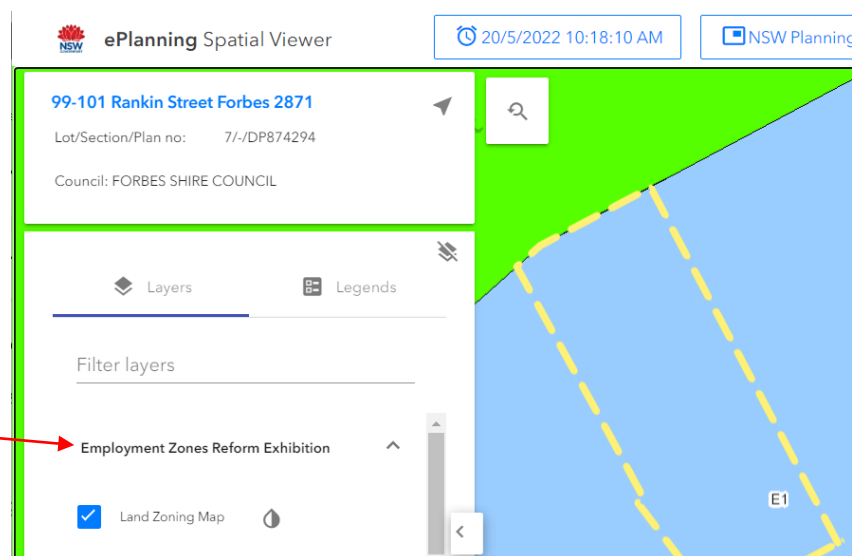 NSW
ePlanning Spatial Viewer
20/5/2022 10:18:10 AM
NSW Planning
99-101 Rankin Street Forbes 2871
Lot/Section/Plan no: 7/-/DP874294
Council: FORBES SHIRE COUNCIL
Layers
Legends
Filter layers
Employment Zones Reform Exhibition
Land Zoning Map
E1